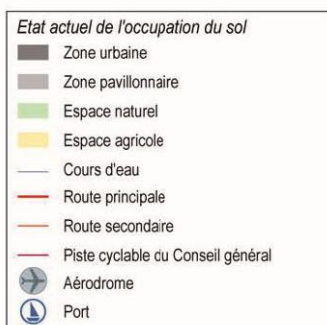 Etat actuel de l'occupation du sol
Zone urbaine
Zone pavillonnaire
Espace naturel
Espace agricole
Cours d'eau
Route principale
Route secondaire
Piste cyclable du Conseil général
Aérodrome
Port